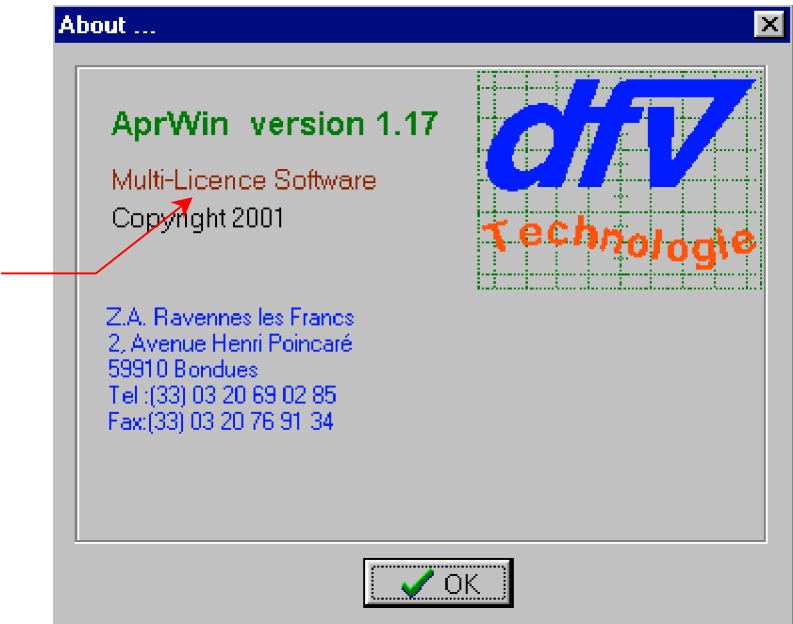 About ...
AprWin version 1.17
Multi-Licence Software
Copyright 2001
dfv
Technologie
Z.A. Ravennes les Francs
2, Avenue Henri Poincaré
59910 Bondues
Tel :(33) 03 20 69 02 85
Fax:(33) 03 20 76 91 34
OK